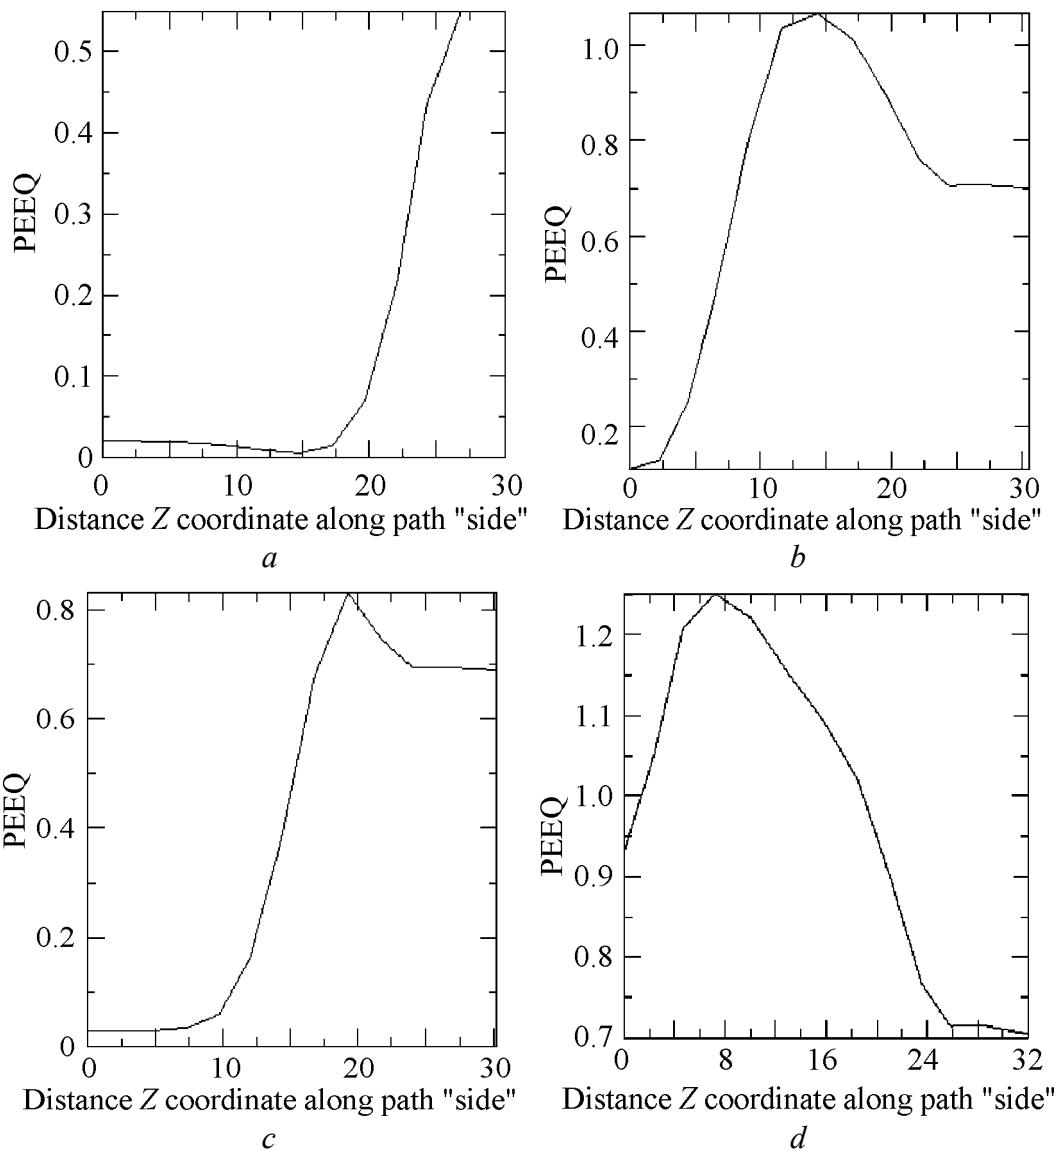 0.5
0.4
0.3
0.2
0.1
0
PEEQ
0 10 20 30
Distance Z coordinate along path "side"
a
1.0
0.8
0.6
0.4
0.2
PEEQ
0 10 20 30
Distance Z coordinate along path "side"
b
0.8
0.6
0.4
0.2
0
PEEQ
0 10 20 30
Distance Z coordinate along path "side"
c
1.2
1.1
1.0
0.9
0.8
0.7
PEEQ
0 8 16 24 32
Distance Z coordinate along path "side"
d